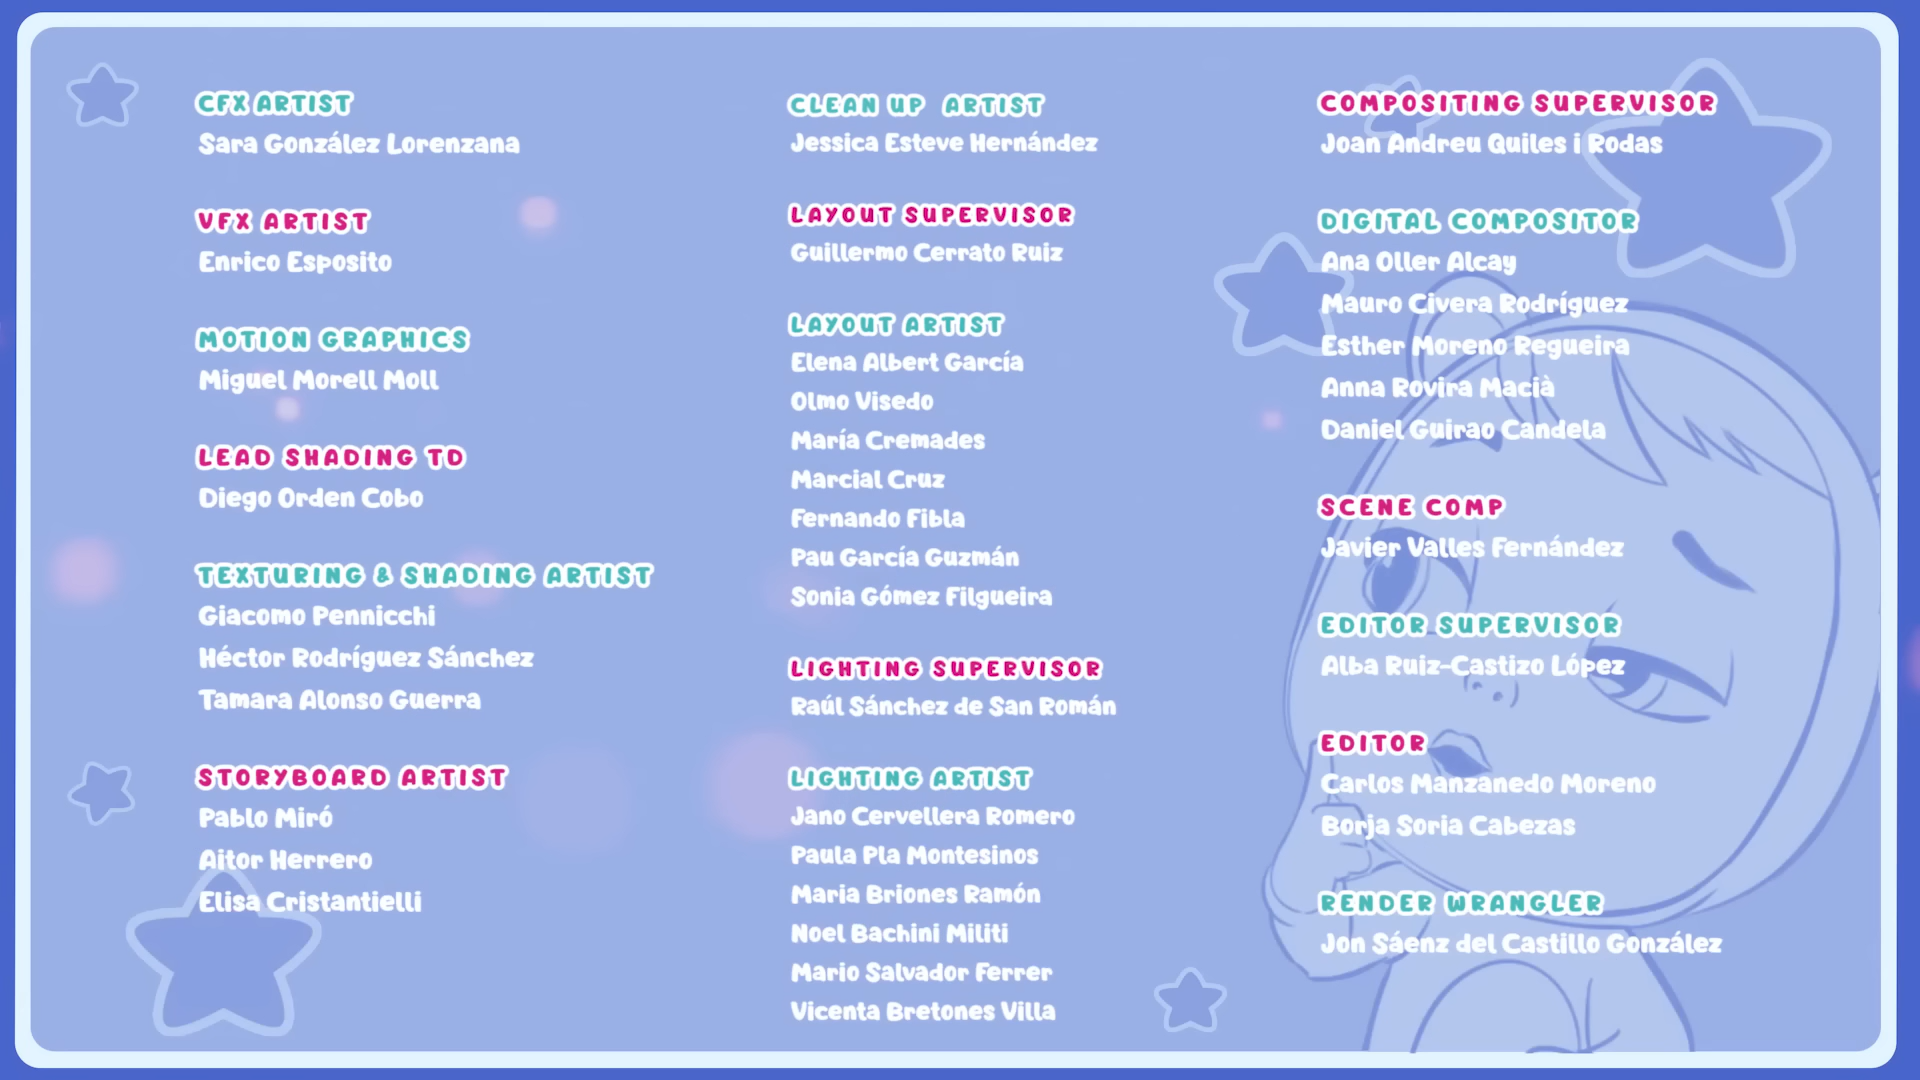 CFX ARTIST
Sara González Lorenzana
VFX ARTIST
Enrico Esposito
MOTION GRAPHICS
Miguel Morell Moll
LEAD SHADING TD
Diego Orden Cobo
TEXTURING & SHADING ARTIST
Giacomo Pennicchi
Héctor Rodríguez Sánchez
Tamara Alonso Guerra
STORYBOARD ARTIST
Pablo Miró
Aitor Herrero
Elisa Cristantielli
CLEAN UP ARTIST
Jessica Esteve Hernández
LAYOUT SUPERVISOR
Guillermo Cerrato Ruiz
LAYOUT ARTIST
Elena Albert García
Olmo Visedo
María Cremades
Marcial Cruz
Fernando Fibla
Pau García Guzmán
Sonia Gómez Filgueira
LIGHTING SUPERVISOR
Raúl Sánchez de San Román
LIGHTING ARTIST
Jano Cervellera Romero
Paula Pla Montesinos
Maria Briones Ramón
Noel Bachini Militi
Mario Salvador Ferrer
Vicenta Bretones Villa
COMPOSITING SUPERVISOR
Joan Andreu Quiles i Rodas
DIGITAL COMPOSITOR
Ana Oller Alcay
Mauro Civera Rodríguez
Esther Moreno Regueira
Anna Rovira Macià
Daniel Guirao Candela
SCENE COMP
Javier Valles Fernández
EDITOR SUPERVISOR
Alba Ruiz-Castizo López
EDITOR
Carlos Manzanedo Moreno
Borja Soria Cabezas
RENDER WRANGLER
Jon Sáenz del Castillo González